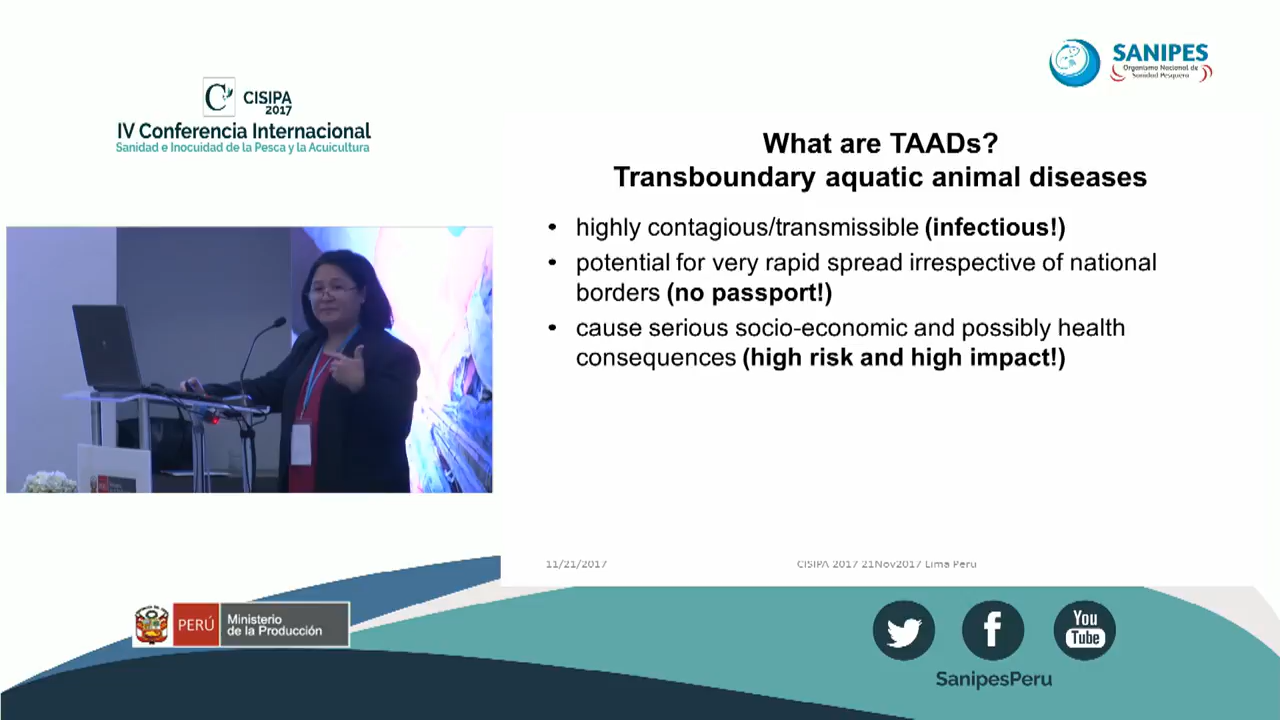 CISIPA
2017
IV Conferencia Internacional
Sanidad e Inocuidad de la Pesca y la Acuicultura
SANIPES
Organismo Nacional de
Sanidad Pesquera
What are TAADs?
Transboundary aquatic animal diseases
• highly contagious/transmissible (infectious!)
• potential for very rapid spread irrespective of national
borders (no passport!)
• cause serious socio-economic and possibly health
consequences (high risk and high impact!)
11/21/2017
CISIPA 2017 21Nov2017 Lima Peru
PERÚ
Ministerio
de la Producción
You
Tube
SanipesPeru